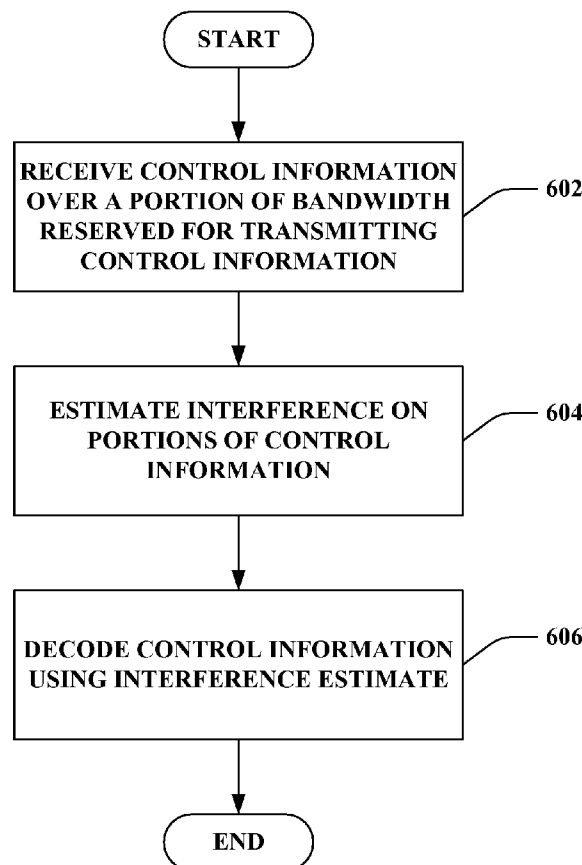 START
RECEIVE CONTROL INFORMATION
OVER A PORTION OF BANDWIDTH
RESERVED FOR TRANSMITTING
CONTROL INFORMATION
602
ESTIMATE INTERFERENCE ON
PORTIONS OF CONTROL
INFORMATION
604
DECODE CONTROL INFORMATION
USING INTERFERENCE ESTIMATE
606
END